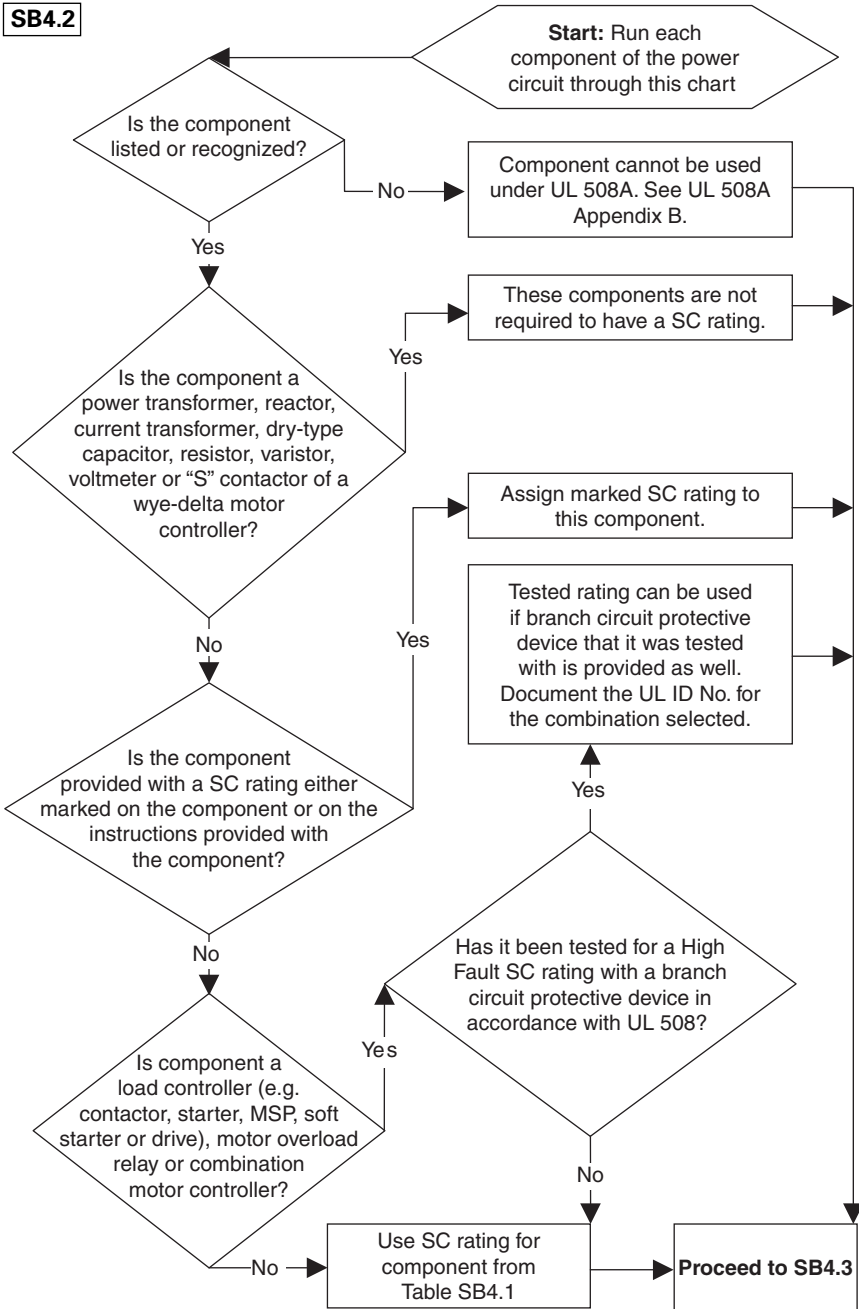 SB4.2
Start: Run each
component of the power
circuit through this chart
Is the component
listed or recognized?
No
Component cannot be used
under UL 508A. See UL 508A
Appendix B.
Yes
These components are not
required to have a SC rating.
Yes
Is the component a
power transformer, reactor,
current transformer, dry-type
capacitor, resistor, varistor,
voltmeter or “S” contactor of a
wye-delta motor
controller?
Assign marked SC rating to
this component.
Yes
No
Tested rating can be used
if branch circuit protective
device that it was tested
with is provided as well.
Document the UL ID No. for
the combination selected.
Is the component
provided with a SC rating either
marked on the component or on the
instructions provided with
the component?
Yes
No
Has it been tested for a High
Fault SC rating with a branch
circuit protective device in
accordance with UL 508?
Yes
Is component a
load controller (e.g.
contactor, starter, MSP, soft
starter or drive), motor overload
relay or combination
motor controller?
No
No
Use SC rating for
component from
Table SB4.1
Proceed to SB4.3